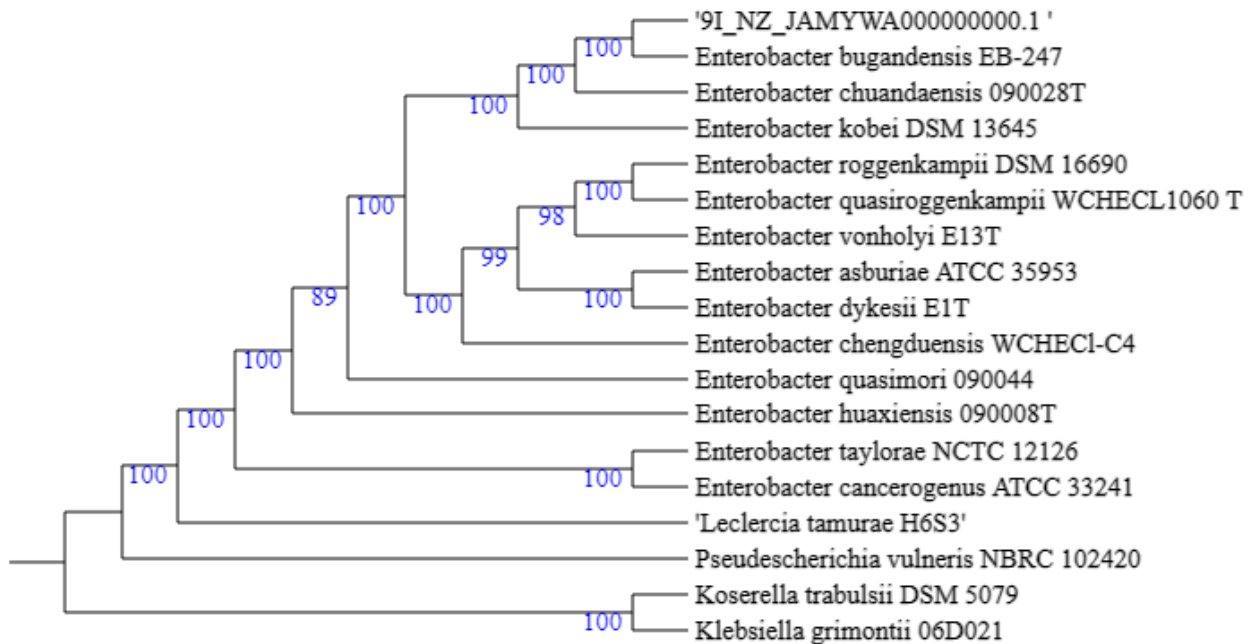 '9I_NZ_JAMYWA000000000.1 '
100
Enterobacter bugandensis EB-247
100
Enterobacter chuandaensis 090028T
100
Enterobacter kobei DSM 13645
Enterobacter roggenkampii DSM 16690
100
Enterobacter quasiroggenkampii WCHECL1060 T
100
98
Enterobacter vonholyi E13T
99
Enterobacter asburiae ATCC 35953
89
100
100
Enterobacter dykesii E1T
Enterobacter chengduensis WCHECl-C4
100
Enterobacter quasimori 090044
Enterobacter huaxiensis 090008T
100
Enterobacter taylorae NCTC 12126
100
100
Enterobacter cancerogenus ATCC 33241
'Leclercia tamurae H6S3'
Pseudescherichia vulneris NBRC 102420
Koserella trabulsii DSM 5079
100
Klebsiella grimontii 06D021